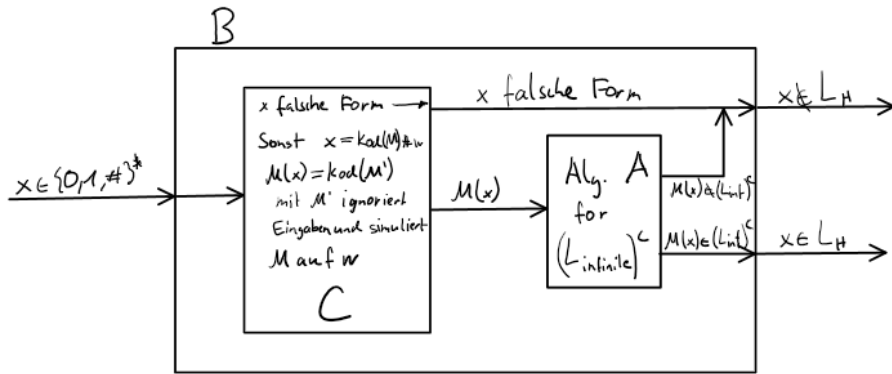 B
x falsche Form
Sonst x = Kod(M)#w
M(x) = Kod(M')
mit M' ignoriert
Eingaben und simuliert
M auf w
C
x ∈ {0,1,#}*
x falsche Form
M(x)
Alg. A
for
(L_infinite)^c
M(x) ∉ (L_inf)^c
M(x) ∈ (L_inf)^c
x ∉ L_H
x ∈ L_H